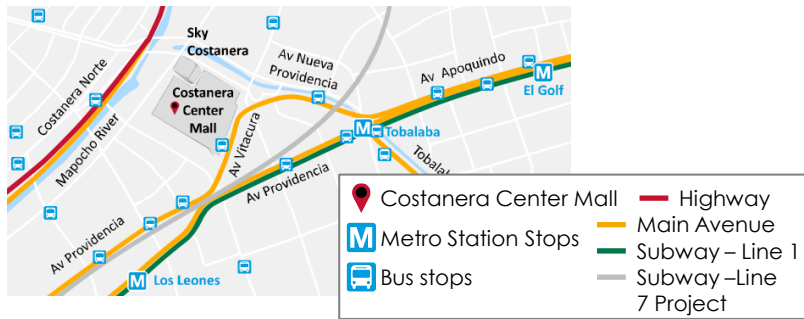 Sky
Costanera
Av Nueva
Providencia
Av Apoquindo
M
El Golf
Costanera Norte
Costanera
Center
Mall
Mapocho River
Av Vitacura
M
Tobalaba
Av Providencia
Av Providencia
M
Los Leones
Costanera Center Mall
Highway
M
Metro Station Stops
Main Avenue
Subway – Line 1
Bus stops
Subway –Line
7 Project